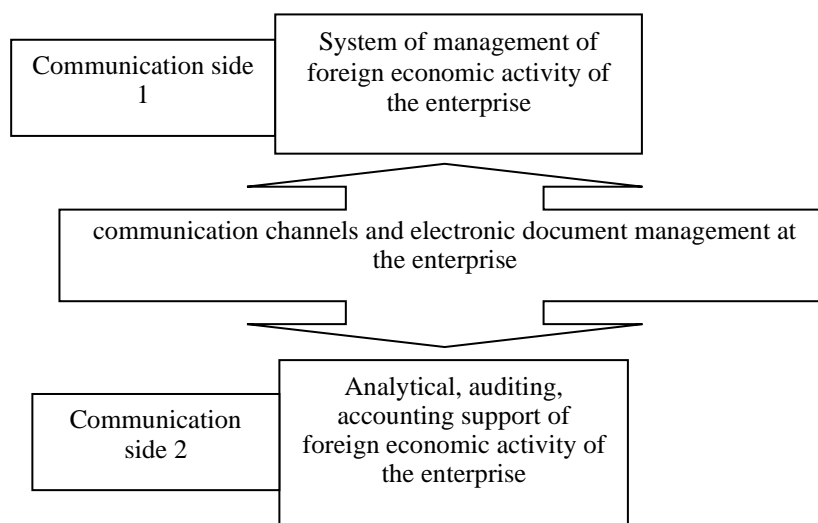 Communication side
1
System of management of
foreign economic activity of
the enterprise
communication channels and electronic document management at
the enterprise
Communication
side 2
Analytical, auditing,
accounting support of
foreign economic activity of
the enterprise